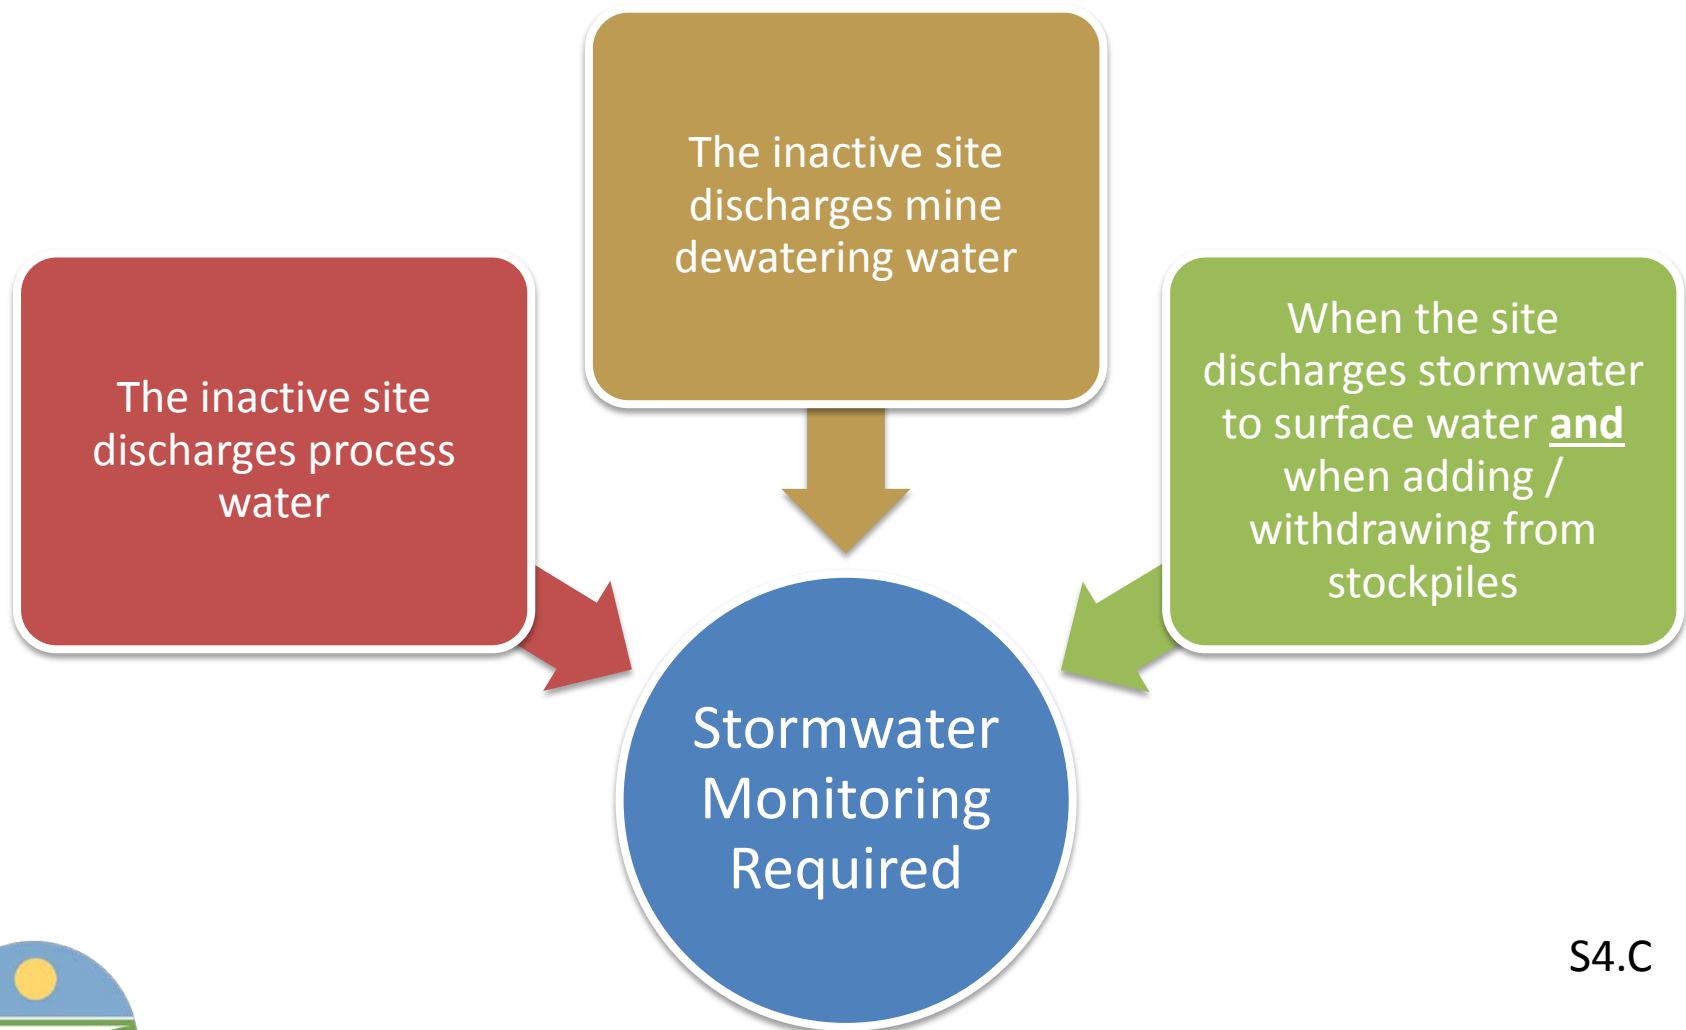 The inactive site
discharges mine
dewatering water
The inactive site
discharges process
water
When the site
discharges stormwater
to surface water and
when adding /
withdrawing from
stockpiles
Stormwater
Monitoring
Required
S4.C